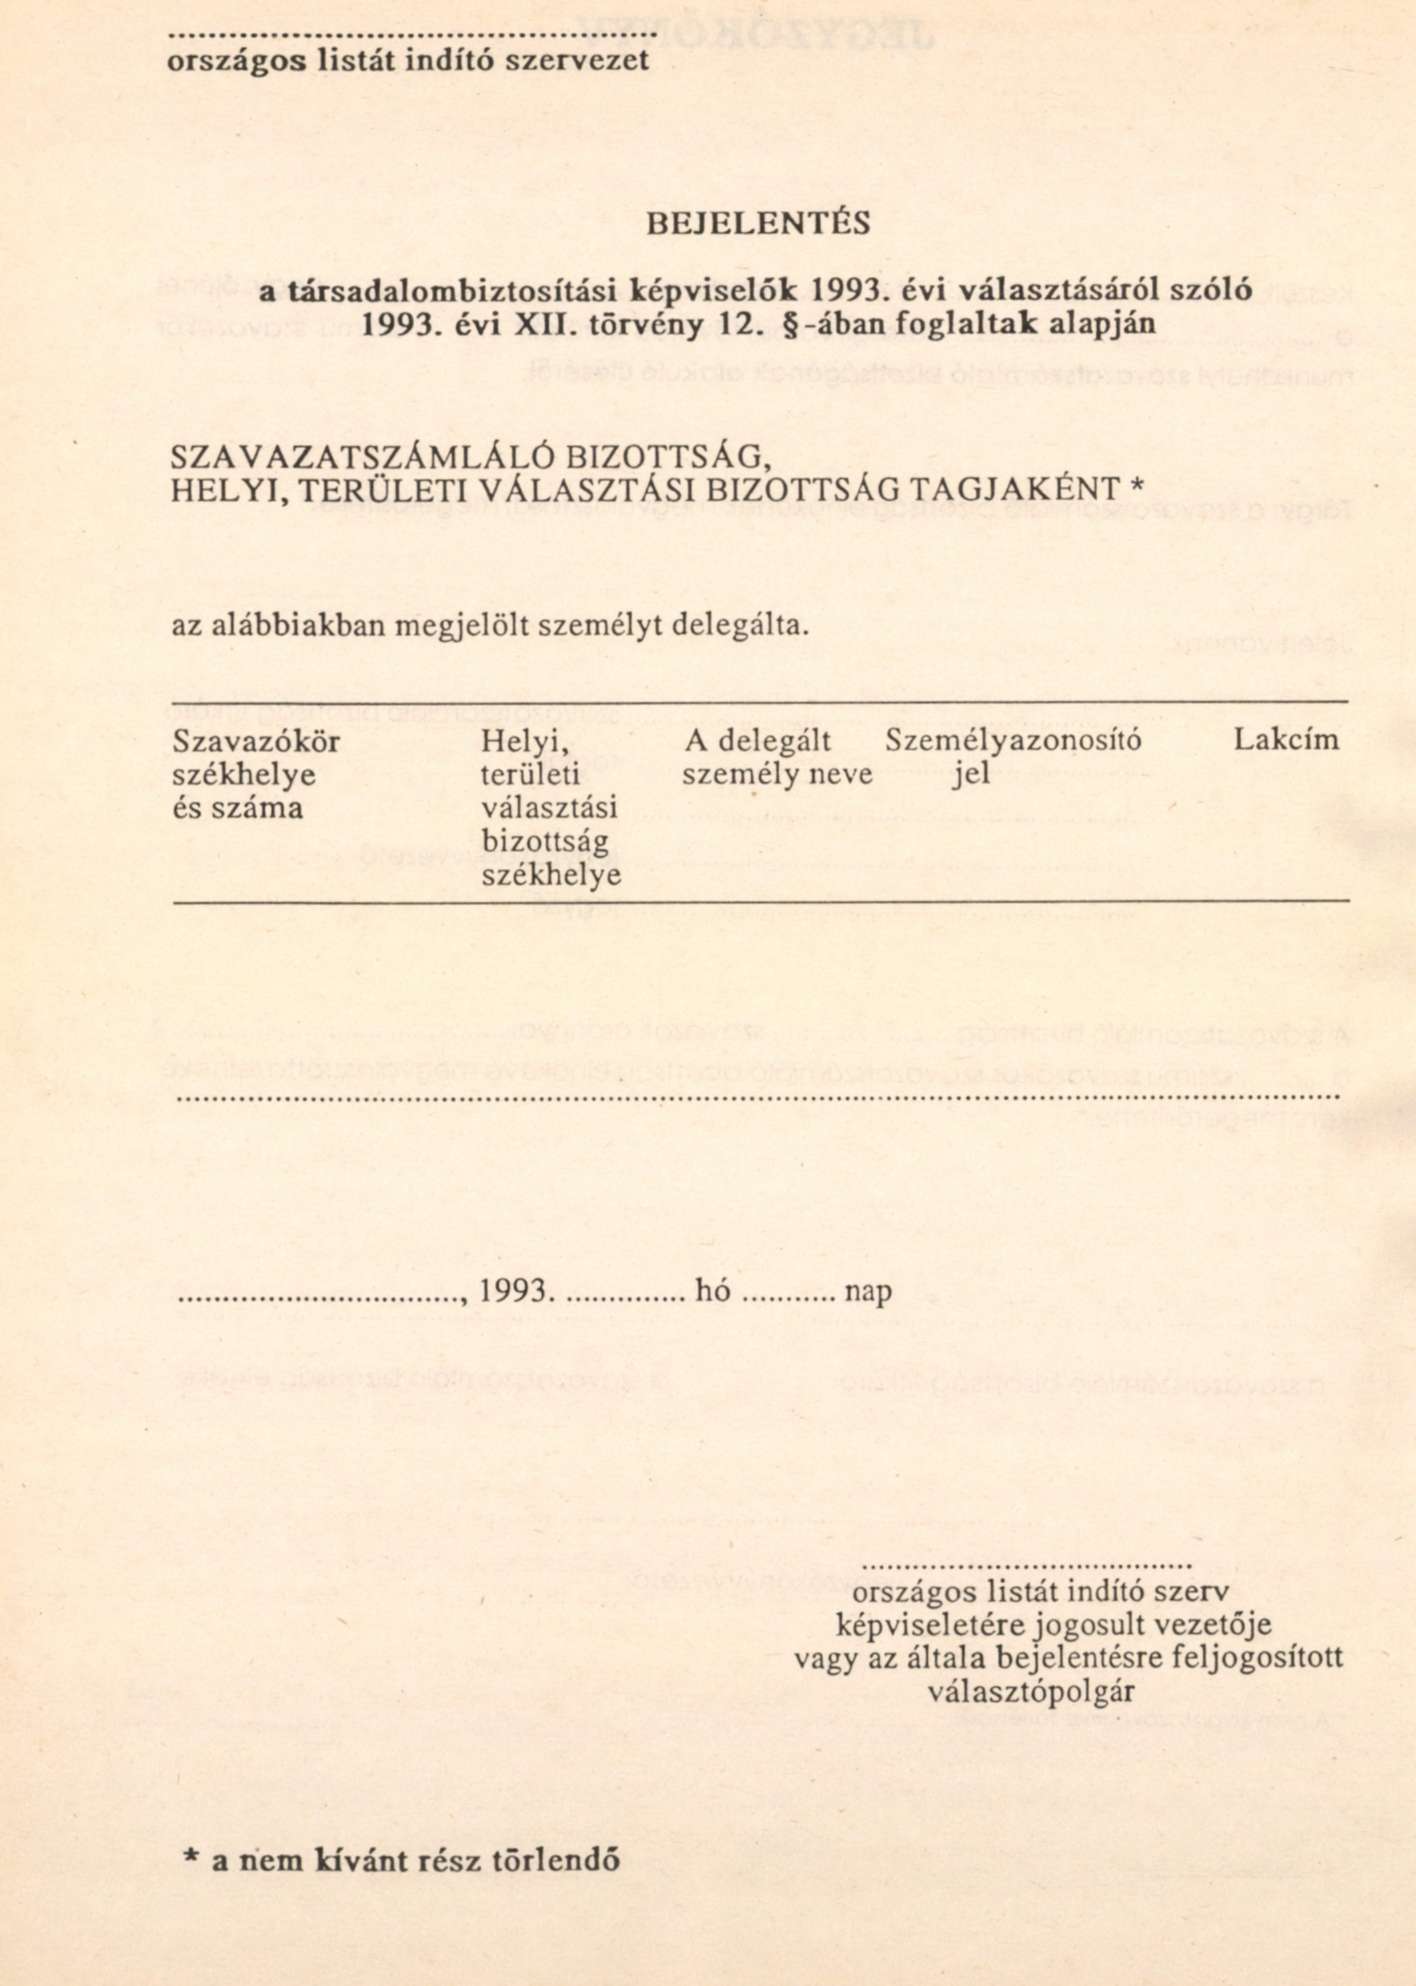 ..........................................................
országos listát indító szervezet
BEJELENTÉS
a társadalombiztosítási képviselők 1993. évi választásáról szóló
1993. évi XII. törvény 12. §-ában foglaltak alapján
SZAVAZATSZÁMLÁLÓ BIZOTTSÁG,
HELYI, TERÜLETI VÁLASZTÁSI BIZOTTSÁG TAGJAKÉNT *
az alábbiakban megjelölt személyt delegálta.
Szavazókör
székhelye
és száma
Helyi,
területi
választási
bizottság
székhelye
A delegált
személy neve
Személyazonosító
jel
Lakcím
................................................................................................................
................................, 1993. ............. hó ........... nap
........................................
országos listát indító szerv
képviseletére jogosult vezetője
vagy az általa bejelentésre feljogosított
választópolgár
* a nem kívánt rész törlendő